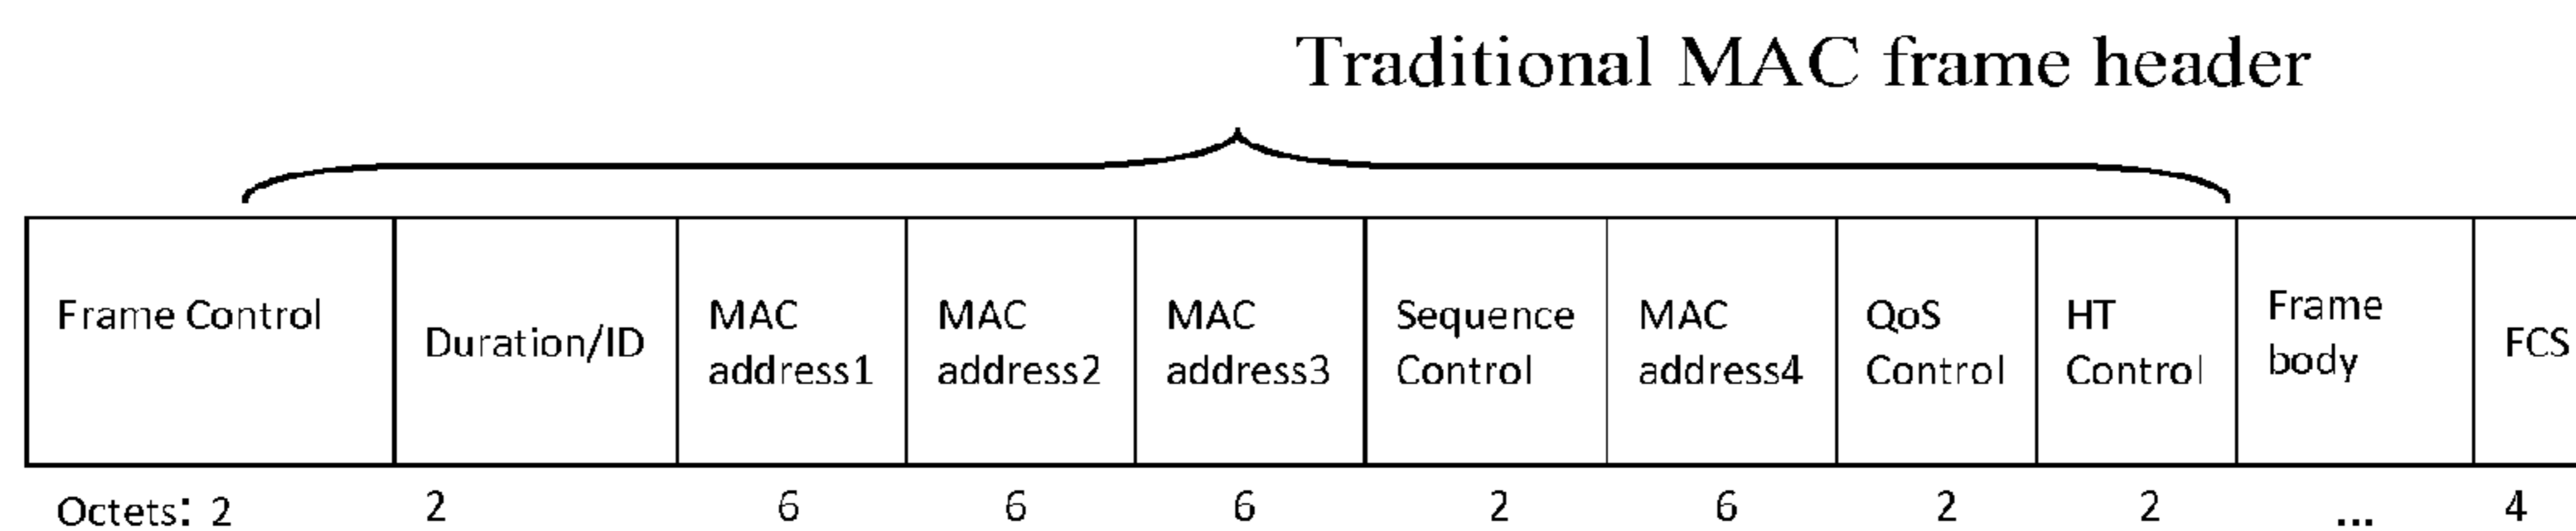 Traditional MAC frame header
Frame Control
Duration/ID
MAC
address1
MAC
address2
MAC
address3
Sequence
Control
MAC
address4
QoS
Control
HT
Control
Frame
body
FCS
Octets: 2 2 6 6 6 2 6 2 2 ... 4